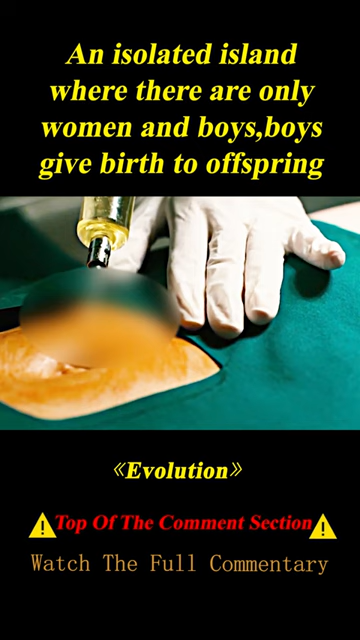 An isolated island
where there are only
women and boys,boys
give birth to offspring
《Evolution》
Top Of The Comment Section
Watch The Full Commentary